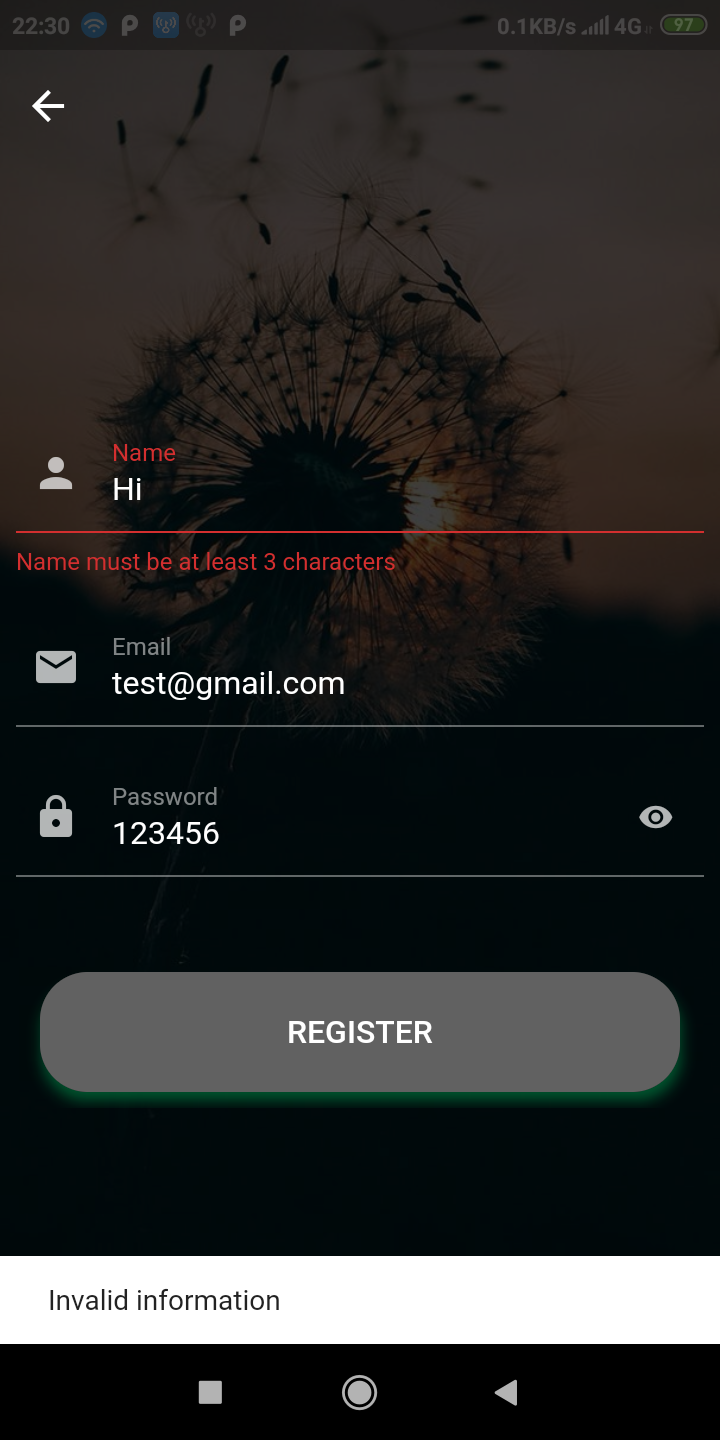 22:30 0.1KB/s 4G 97
Name
Hi
Name must be at least 3 characters
Email
test@gmail.com
Password
123456
REGISTER
Invalid information